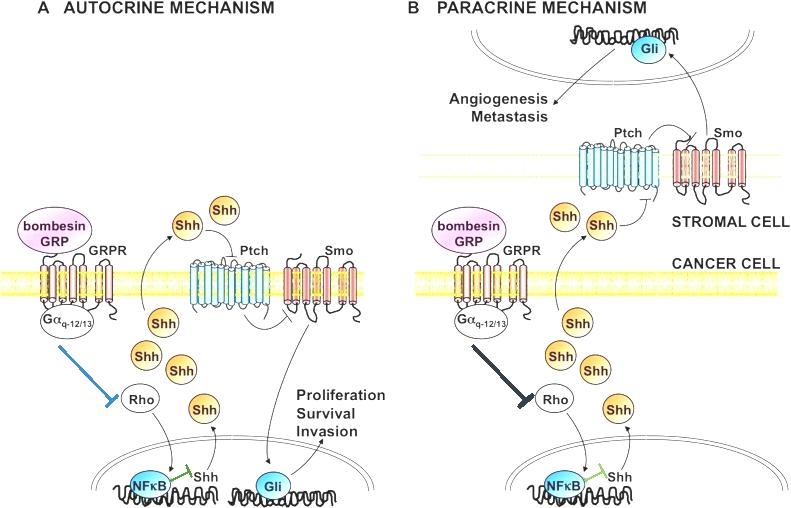 A AUTOCRINE MECHANISM
bombesin
GRP
GRPR
Gαq-12/13
Shh
Shh
Ptch
Smo
Shh
Shh
Shh
Rho
Shh
Proliferation
Survival
Invasion
NFκB
Shh
Gli
B PARACRINE MECHANISM
Gli
Angiogenesis
Metastasis
Ptch
Smo
STROMAL CELL
CANCER CELL
bombesin
GRP
GRPR
Gαq-12/13
Shh
Shh
Shh
Shh
Shh
Rho
Shh
NFκB
Shh